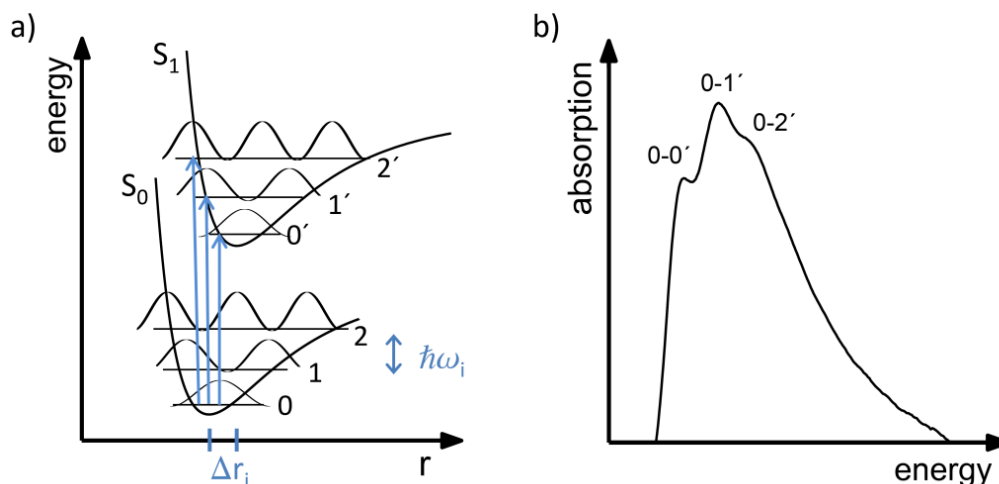 a)
energy
S₁
2´
1´
0´
S₀
2
1
0
ħωᵢ
Δrᵢ
r
b)
absorption
0-0´
0-1´
0-2´
energy